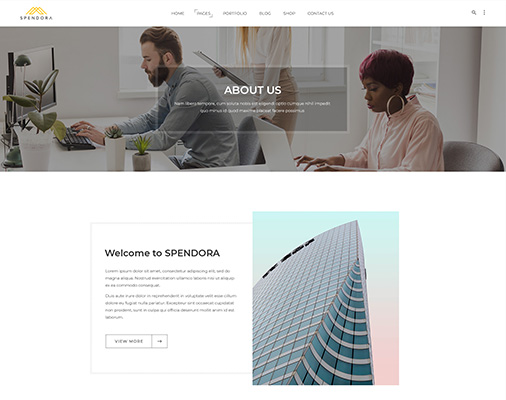 SPENDORA
HOME PAGES PORTFOLIO BLOG SHOP CONTACT US
ABOUT US
Nam libero tempore, cum soluta nobis est eligendi optio cumque nihil impedit
quo minus id quod maxime placeat facere possimus
Welcome to SPENDORA
Lorem ipsum dolor sit amet, consectetur adipiscing elit, sed do
magna aliqua. Nostrud exercitation ullamco laboris nisi ut aliquip
ex ea commodo consequat.
Duis aute irure dolor in reprehenderit in voluptate velit esse cillum
dolore eu fugiat nulla pariatur. Excepteur sint occaecat cupidatat
non proident, sunt in culpa qui officia deserunt mollit anim id est
laborum.
VIEW MORE